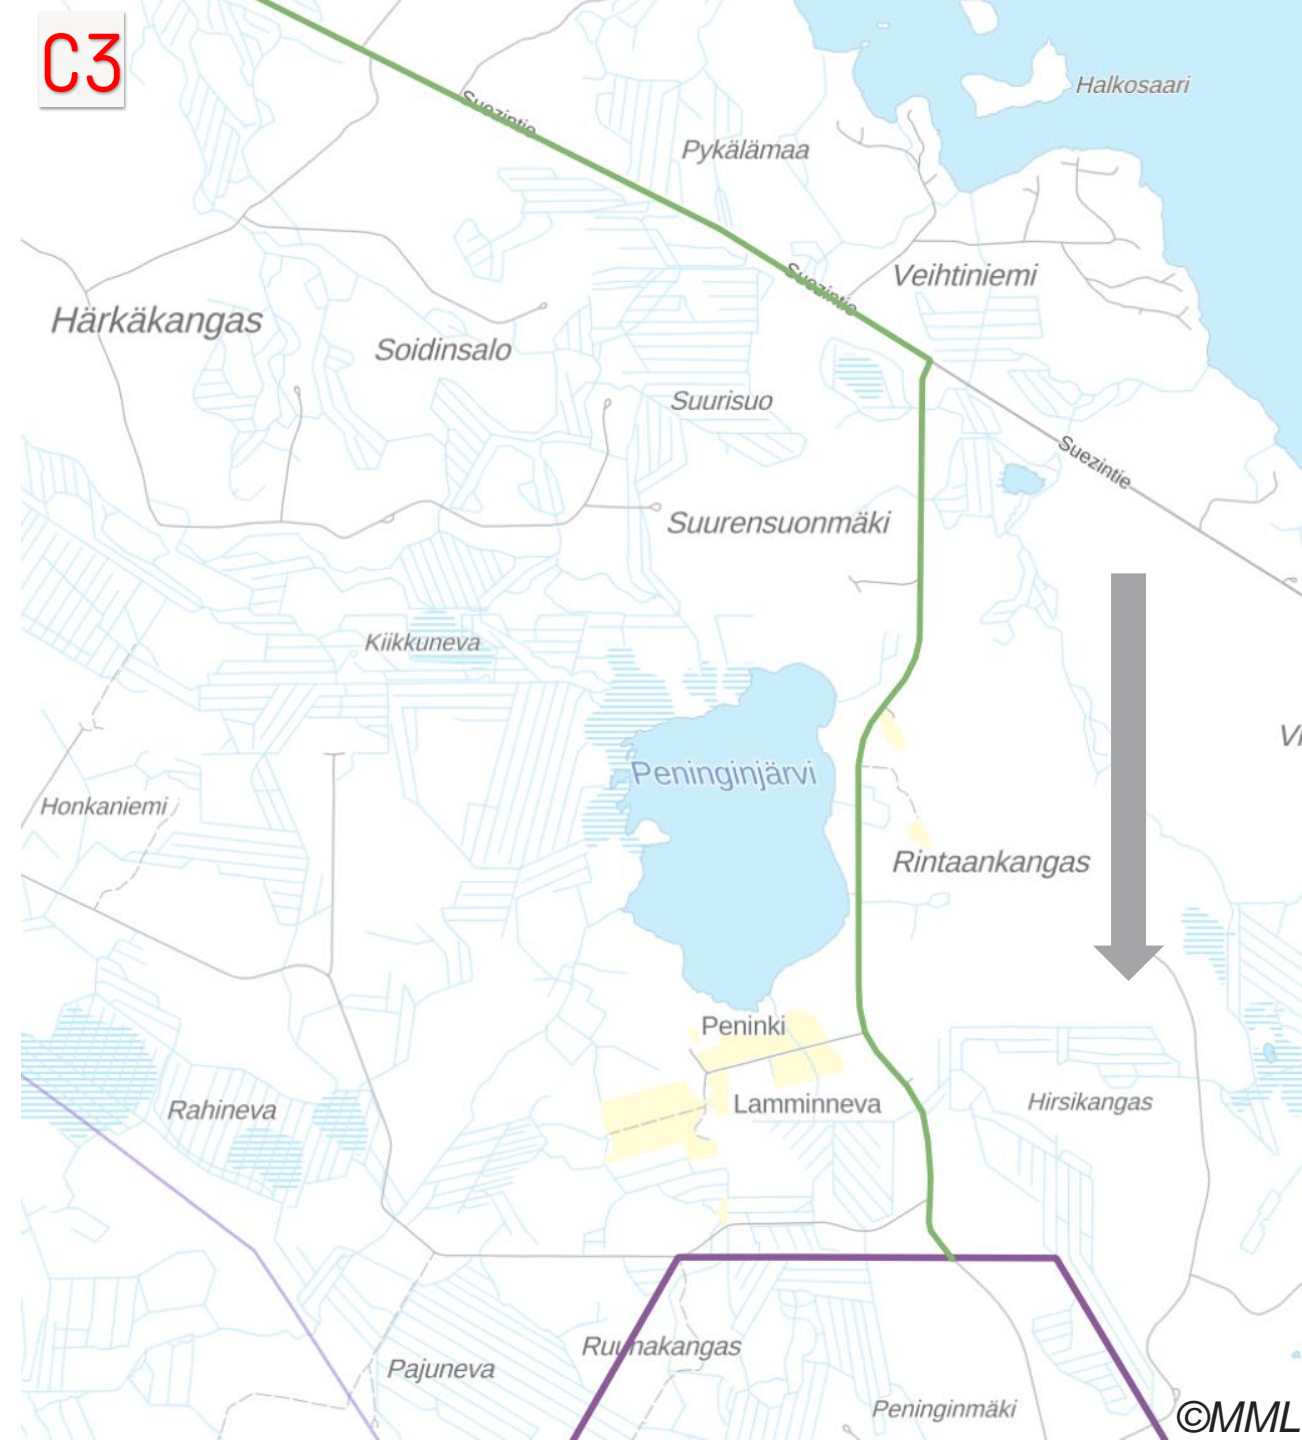 C3
Halkosaari
Suezintie
Pykälämaa
Suezintie
Veihtiniemi
Härkäkangas
Soidinsalo
Suurisuo
Suezintie
Suurensuonmäki
Kiikkuneva
Peninginjärvi
Honkaniemi
Rintaankangas
Peninki
Rahineva
Lamminneva
Hirsikangas
Ruunakangas
Pajuneva
Peninginmäki
©MML